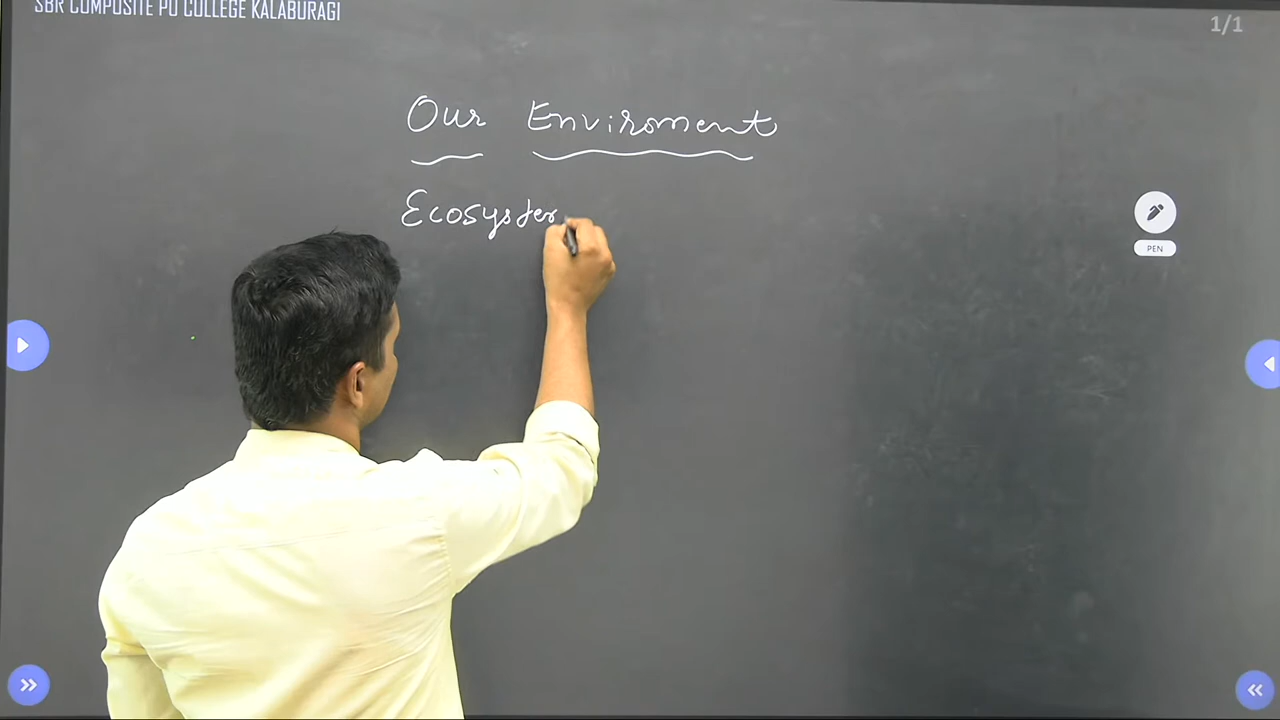 SBR COMPOSITE PU COLLEGE KALABURAGI
1/1
Our Enviroment
Ecosyste
PEN